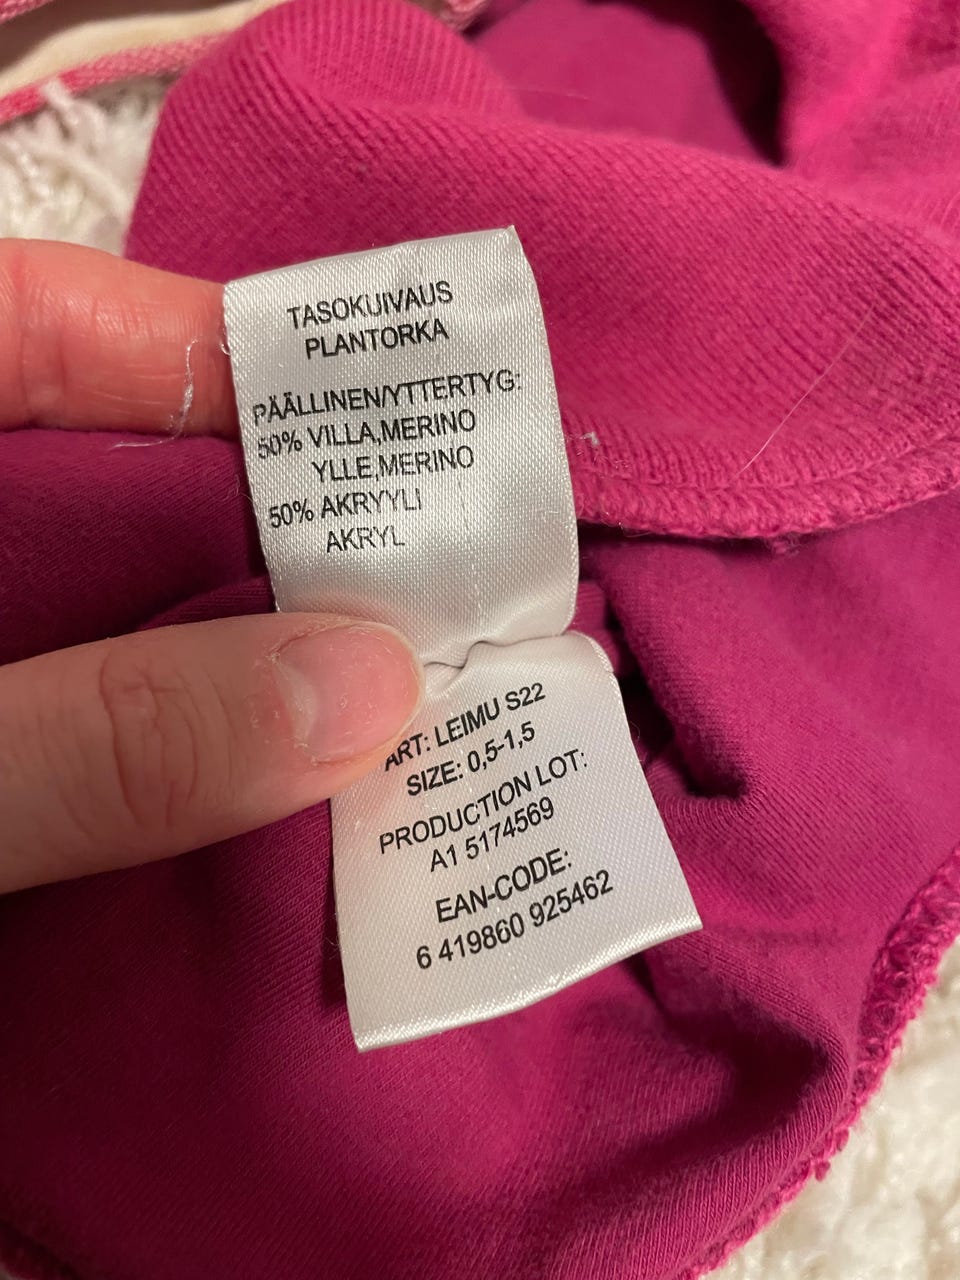 TASOKUIVAUS
PLANTORKA
PÄÄLLINEN/YTTERTYG:
50% VILLA,MERINO
YLLE,MERINO
50% AKRYYLI
AKRYL
ART: LEIMU S22
SIZE: 0,5-1,5
PRODUCTION LOT:
A1 5174569
EAN-CODE:
6 419860 925462